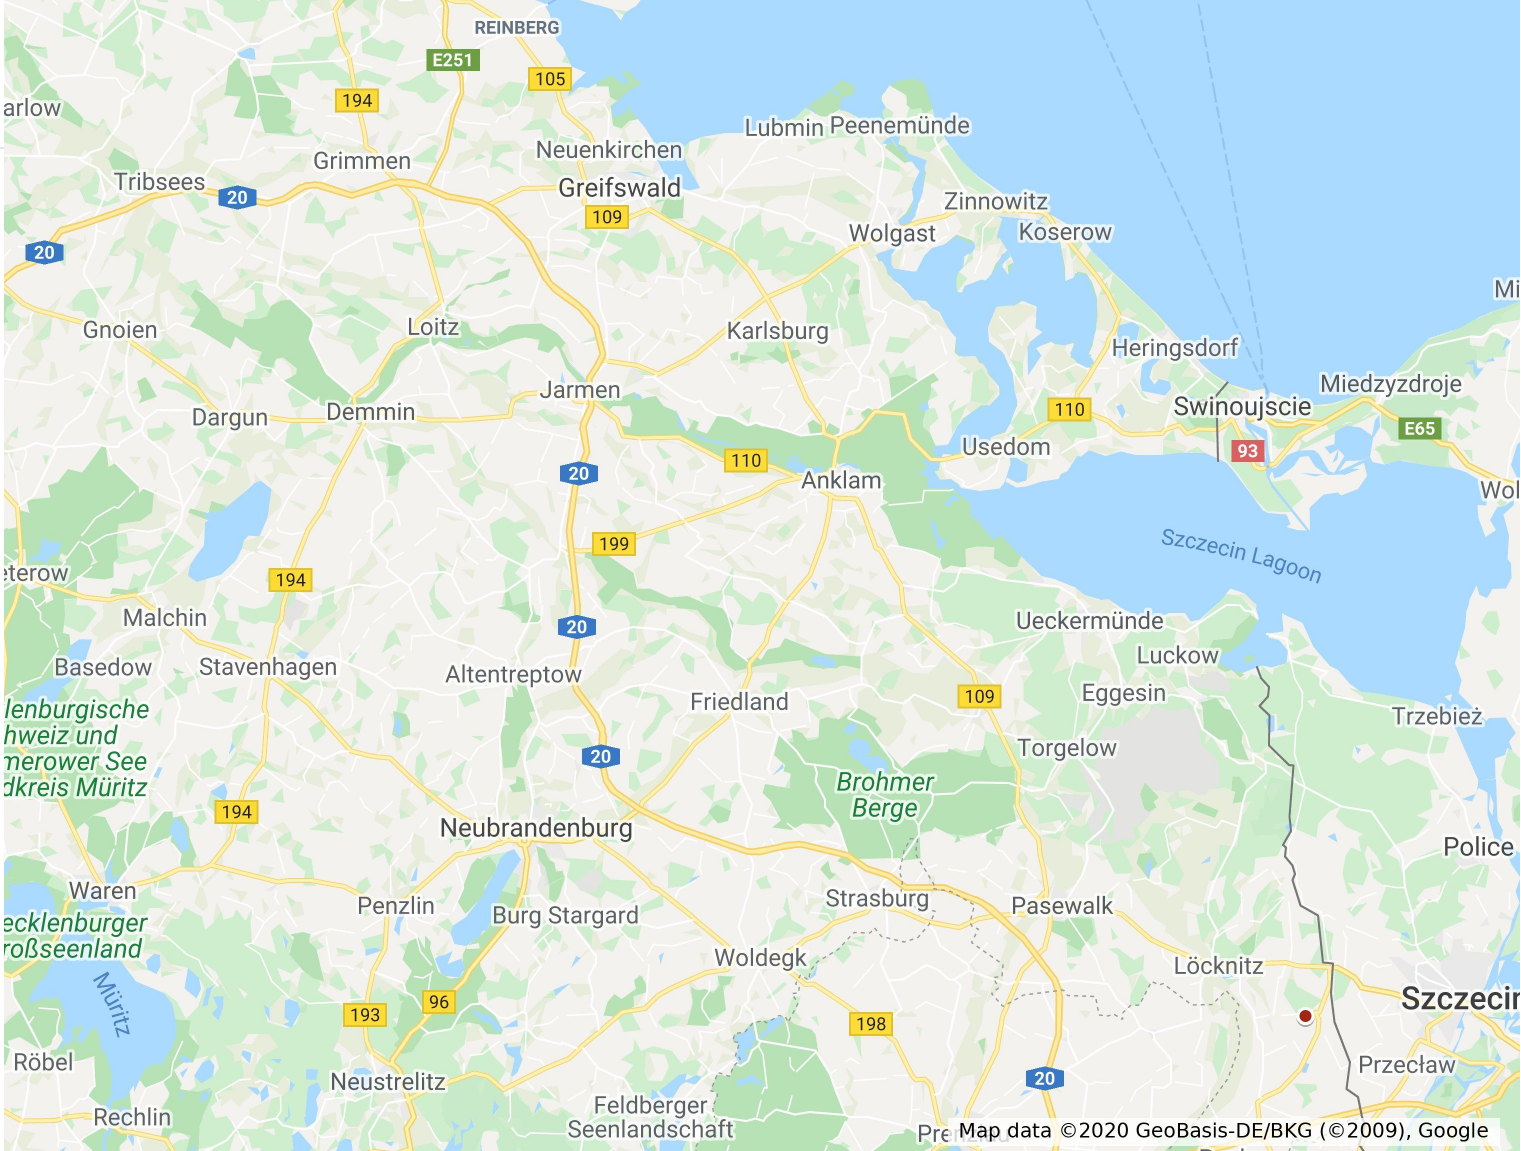 REINBERG
E251
105
194
arlow
Lubmin
Peenemünde
Neuenkirchen
Grimmen
Tribsees
Greifswald
20
109
Zinnowitz
Wolgast
Koserow
20
Mi
Gnoien
Loitz
Karlsburg
Heringsdorf
Jarmen
Miedzyzdroje
Dargun
Demmin
110
Swinoujscie
E65
Usedom
93
110
20
Anklam
Wol
199
Szczecin Lagoon
eterow
194
Malchin
20
Ueckermünde
Basedow
Stavenhagen
Altentreptow
Luckow
Friedland
109
Eggesin
lenburgische
hweiz und
merower See
dkreis Müritz
Trzebież
20
Torgelow
Brohmer
Berge
194
Neubrandenburg
Police
Waren
Penzlin
Burg Stargard
Strasburg
Pasewalk
ecklenburger
roßseenland
Woldegk
Löcknitz
Müritz
96
193
198
Szczecin
Röbel
Neustrelitz
20
Przecław
Rechlin
Feldberger
Seenlandschaft
Map data ©2020 GeoBasis-DE/BKG (©2009), Google